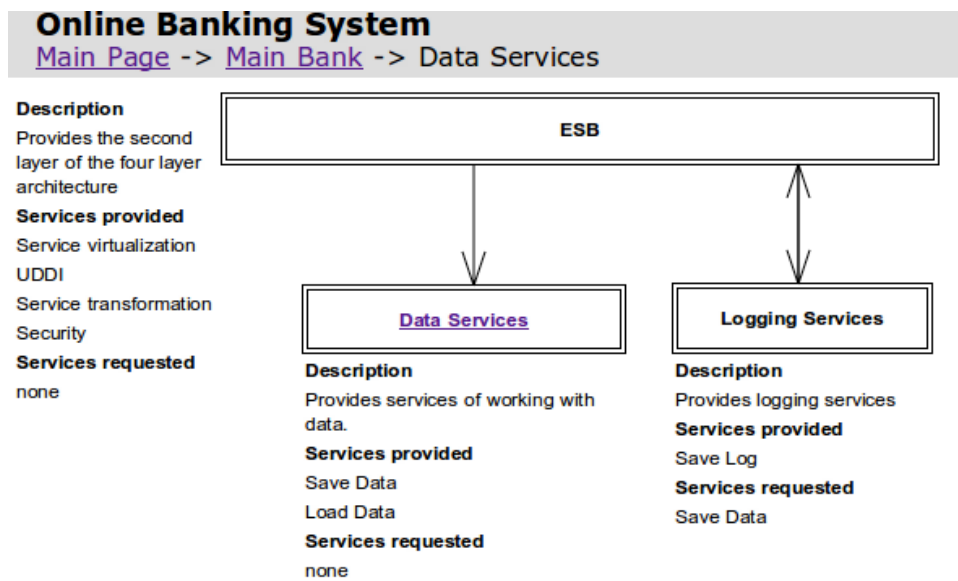 Online Banking System
Main Page -> Main Bank -> Data Services
Description
Provides the second
layer of the four layer
architecture
Services provided
Service virtualization
UDDI
Service transformation
Security
Services requested
none
ESB
Data Services
Description
Provides services of working with
data.
Services provided
Save Data
Load Data
Services requested
none
Logging Services
Description
Provides logging services
Services provided
Save Log
Services requested
Save Data